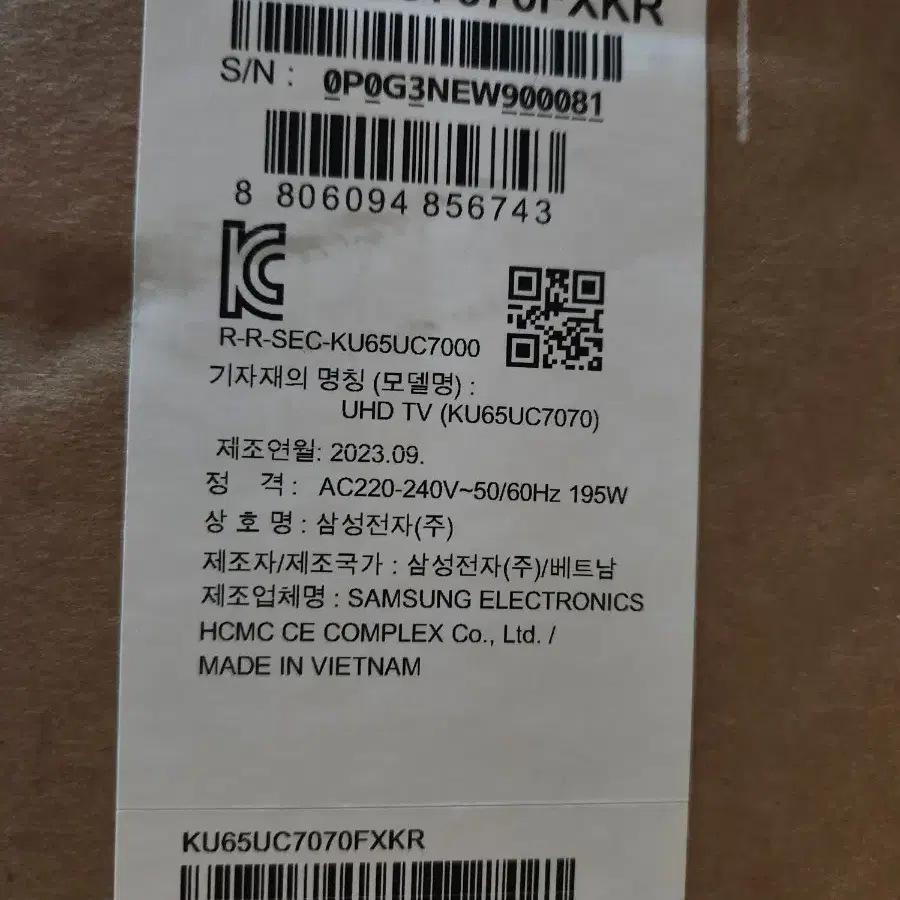 7070FXKR
S/N : 0P0G3NEW900081
8 806094 856743
R-R-SEC-KU65UC7000
기자재의 명칭 (모델명) :
UHD TV (KU65UC7070)
제조연월: 2023.09.
정 격 : AC220-240V~50/60Hz 195W
상 호 명 : 삼성전자(주)
제조자/제조국가 : 삼성전자(주)/베트남
제조업체명 : SAMSUNG ELECTRONICS
HCMC CE COMPLEX Co., Ltd. /
MADE IN VIETNAM
KU65UC7070FXKR